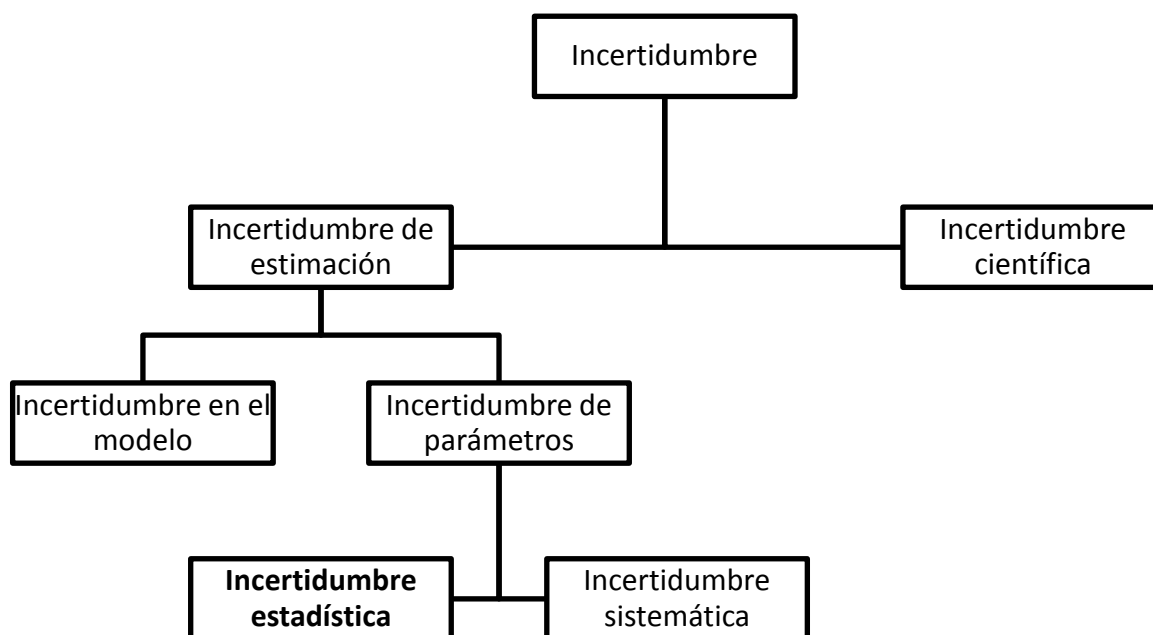 Incertidumbre
Incertidumbre de
estimación
Incertidumbre
científica
Incertidumbre en el
modelo
Incertidumbre de
parámetros
Incertidumbre
estadística
Incertidumbre
sistemática